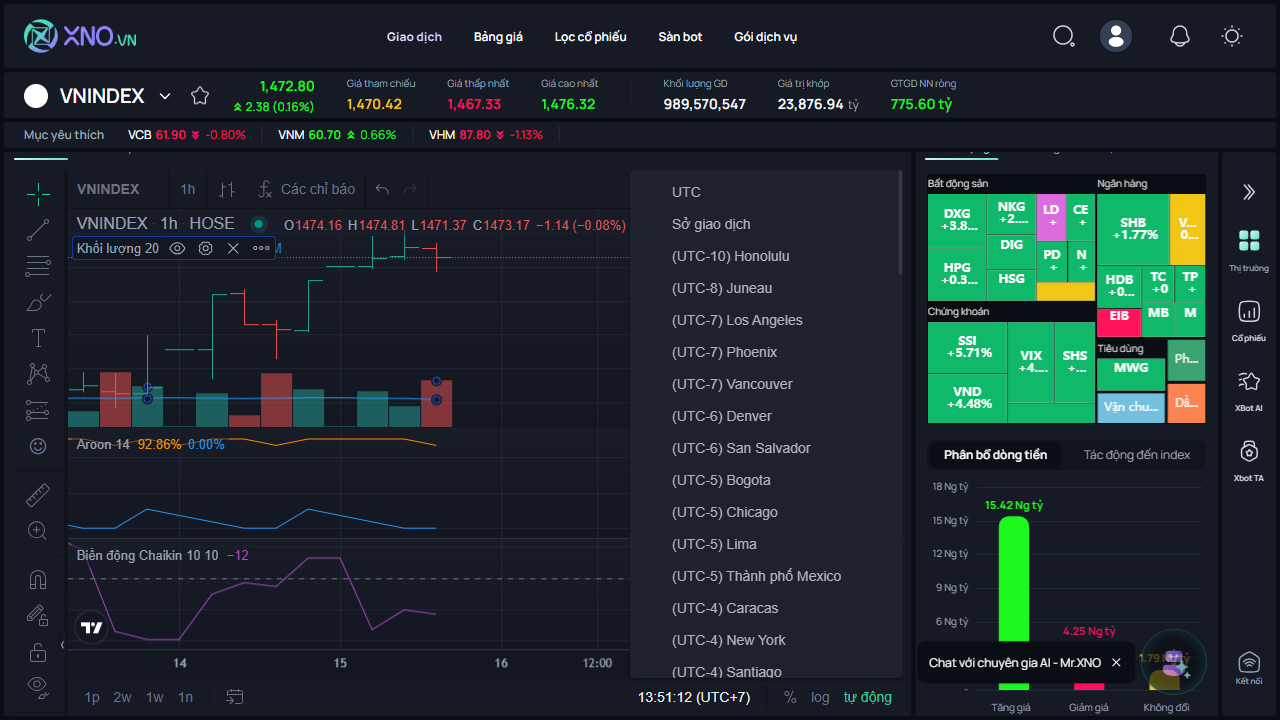 XNO.VN
Giao dịch
Bảng giá
Lọc cổ phiếu
Sàn bot
Gói dịch vụ
VNINDEX
1,472.80
2.38 (0.16%)
Giá tham chiếu
1,470.42
Giá thấp nhất
1,467.33
Giá cao nhất
1,476.32
Khối lượng GD
989,570,547
Giá trị khớp
23,876.94 tỷ
GTGD NN ròng
775.60 tỷ
Mục yêu thích
VCB 61.90 -0.80%
VNM 60.70 0.66%
VHM 87.80 -1.13%
VNINDEX
1h
Các chỉ báo
VNINDEX · 1h · HOSE
O1474.16 H1474.81 L1471.37 C1473.17 −1.14 (−0.08%)
Khối lượng 20
Aroon 14 92.86% 0.00%
Biến động Chaikin 10 10 −12
14
15
16
12:00
1p
2w
1w
1n
13:51:12 (UTC+7)
%
log
tự động
UTC
Sở giao dịch
(UTC-10) Honolulu
(UTC-8) Juneau
(UTC-7) Los Angeles
(UTC-7) Phoenix
(UTC-7) Vancouver
(UTC-6) Denver
(UTC-6) San Salvador
(UTC-5) Bogota
(UTC-5) Chicago
(UTC-5) Lima
(UTC-5) Thành phố Mexico
(UTC-4) Caracas
(UTC-4) New York
(UTC-4) Santiago
Bất động sản
DXG
+3.8...
NKG
+2....
LD
+
CE
+
HPG
+0.3...
DIG
HSG
PD
+
N
+
Ngân hàng
SHB
+1.77%
V...
0...
HDB
+0...
TC
+0
TP
+
EIB
MB
M
Chứng khoán
SSI
+5.71%
VND
+4.48%
VIX
+4....
SHS
+...
Tiêu dùng
MWG
Ph...
Vận chu...
Dầ...
Phân bổ dòng tiền
Tác động đến index
18 Ng tỷ
15 Ng tỷ
12 Ng tỷ
9 Ng tỷ
6 Ng tỷ
15.42 Ng tỷ
4.25 Ng tỷ
1.79 Ng tỷ
Tăng giá
Giảm giá
Không đổi
Chat với chuyên gia AI - Mr.XNO
Thị trường
Cổ phiếu
XBot AI
Xbot TA
Kết nối